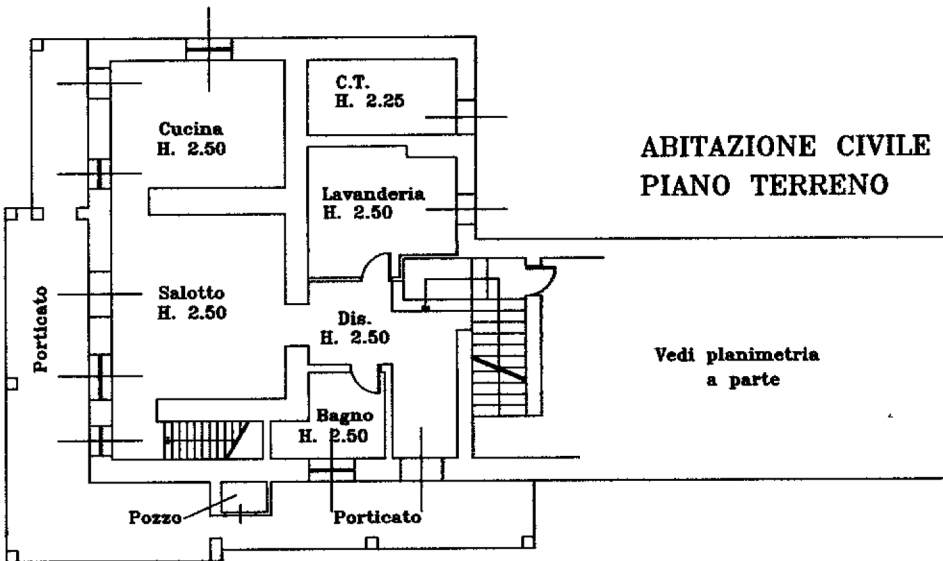 C.T.
H. 2.25
Cucina
H. 2.50
ABITAZIONE CIVILE
PIANO TERRENO
Lavanderia
H. 2.50
Porticato
Salotto
H. 2.50
Dis.
H. 2.50
Vedi planimetria
a parte
Bagno
H. 2.50
Pozzo
Porticato